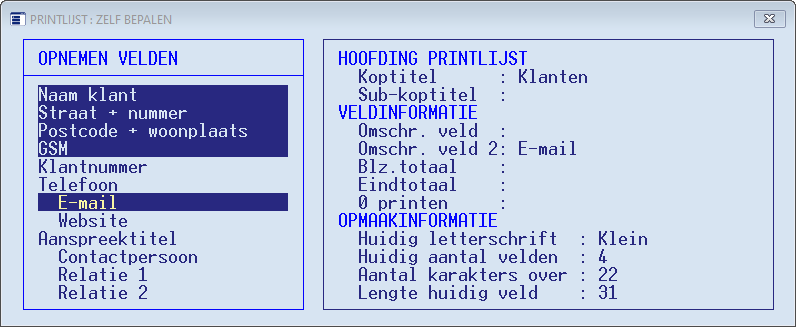 PRINTLIJST : ZELF BEPALEN
OPNEMEN VELDEN
Naam klant
Straat + nummer
Postcode + woonplaats
GSM
Klantnummer
Telefoon
E-mail
Website
Aanspreektitel
Contactpersoon
Relatie 1
Relatie 2
HOOFDING PRINTLIJST
Koptitel : Klanten
Sub-koptitel :
VELDINFORMATIE
Omschr. veld :
Omschr. veld 2: E-mail
Blz.totaal :
Eindtotaal :
0 printen :
OPMAAKINFORMATIE
Huidig letterschrift : Klein
Huidig aantal velden : 4
Aantal karakters over : 22
Lengte huidig veld : 31